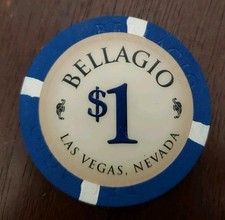 BELLAGIO
$1
LAS VEGAS, NEVADA